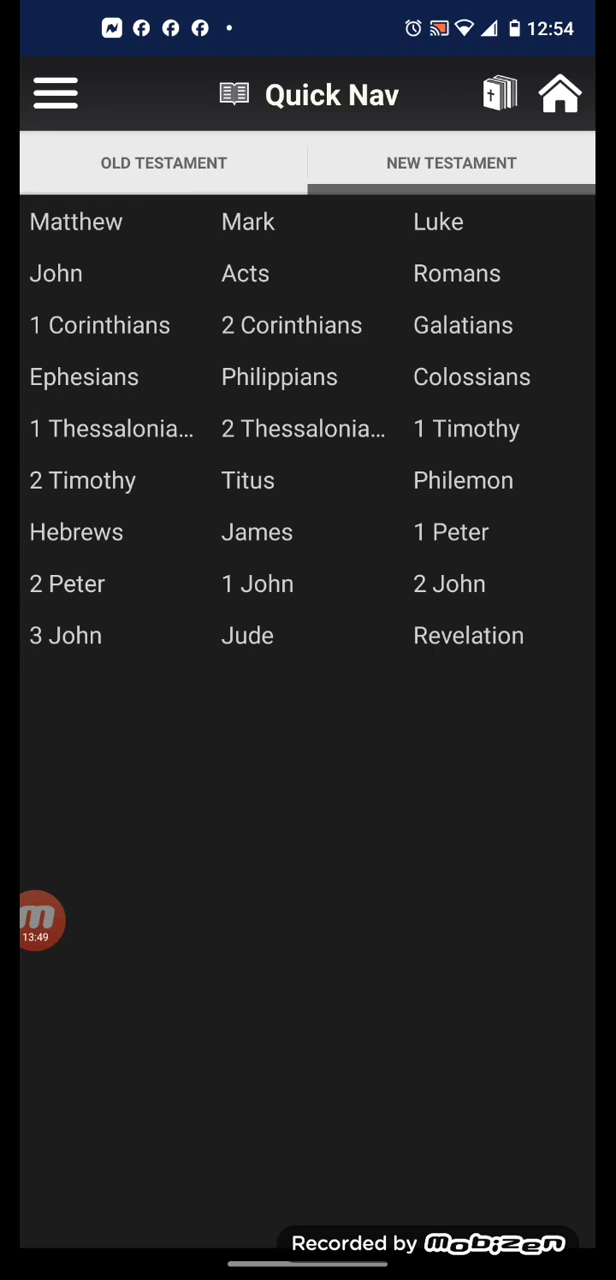 12:54
Quick Nav
OLD TESTAMENT NEW TESTAMENT
Matthew Mark Luke
John Acts Romans
1 Corinthians 2 Corinthians Galatians
Ephesians Philippians Colossians
1 Thessalonia... 2 Thessalonia... 1 Timothy
2 Timothy Titus Philemon
Hebrews James 1 Peter
2 Peter 1 John 2 John
3 John Jude Revelation
13:49
Recorded by mobizen